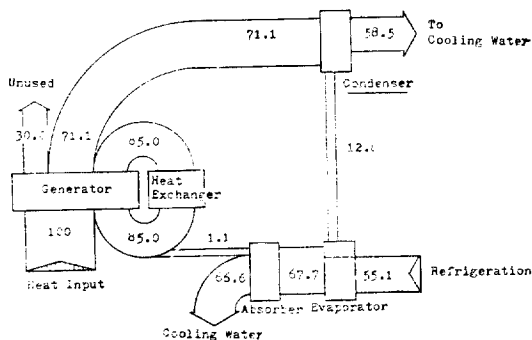 To
Cooling Water
71.1
58.5
Unused
Condenser
71.1
85.0
12.
Generator
Heat
Exchanger
100
85.0
1.1
66.6
67.7
55.1
Refrigeration
Heat Input
Absorber Evaporator
Cooling Water